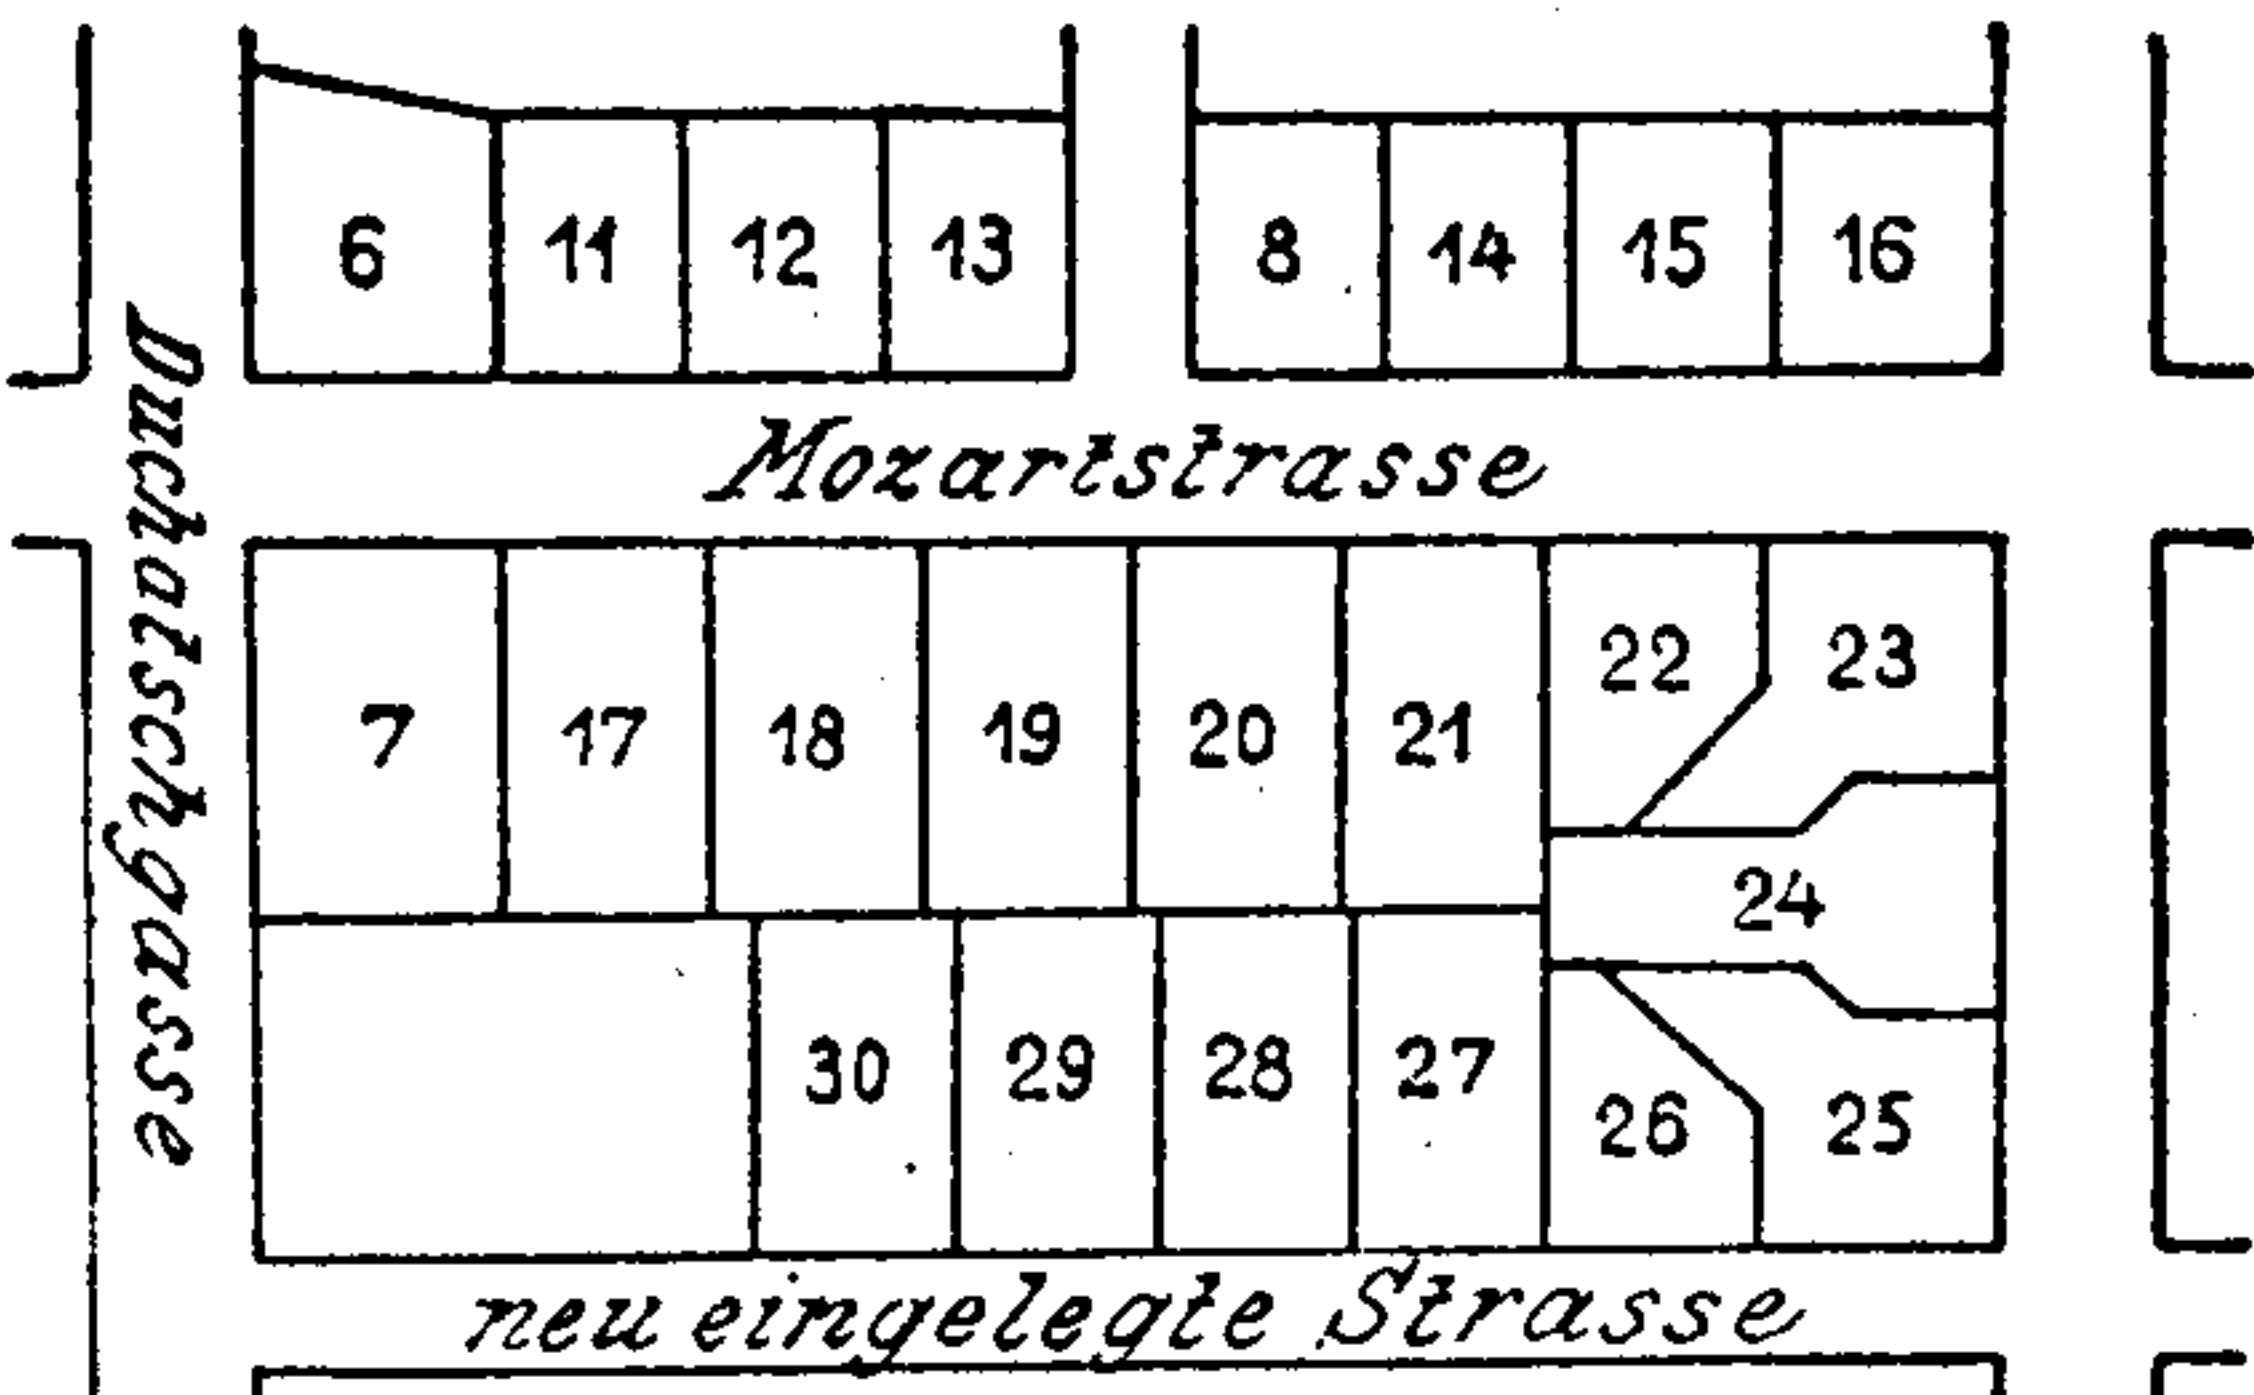 6 11 12 13 8 14 15 16
Duchatschgasse
Mozartstrasse
7 17 18 19 20 21 22 23
24
30 29 28 27 26 25
neu eingelegte Strasse